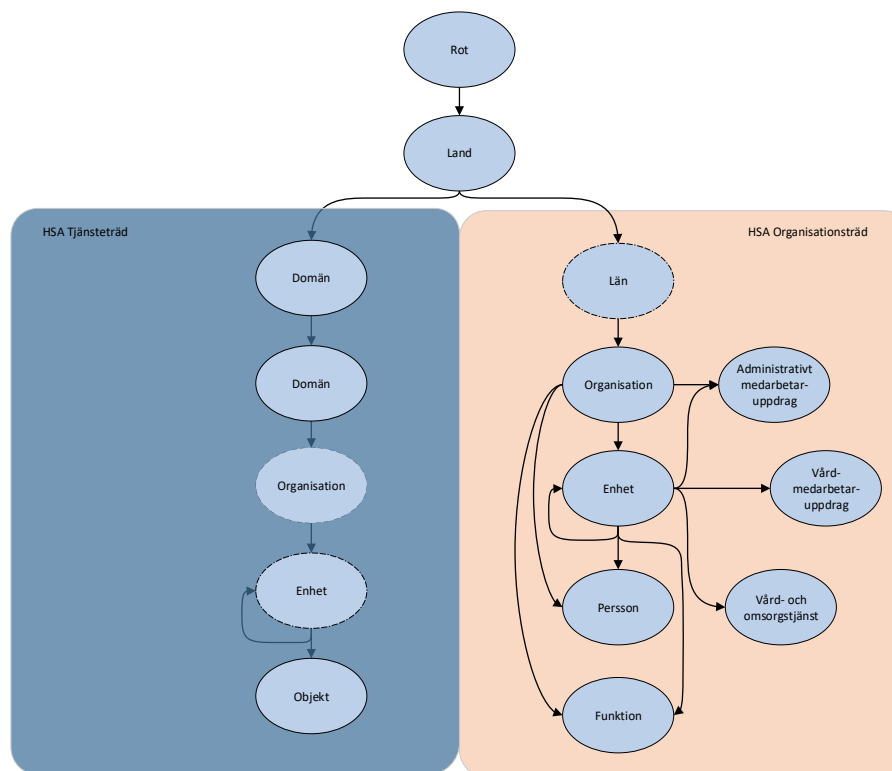 Rot
Land
HSA Tjänsteträd
Domän
Domän
Organisation
Enhet
Objekt
HSA Organisationsträd
Län
Organisation
Administrativt
medarbetar-
uppdrag
Enhet
Vård-
medarbetar-
uppdrag
Persson
Vård- och
omsorgstjänst
Funktion